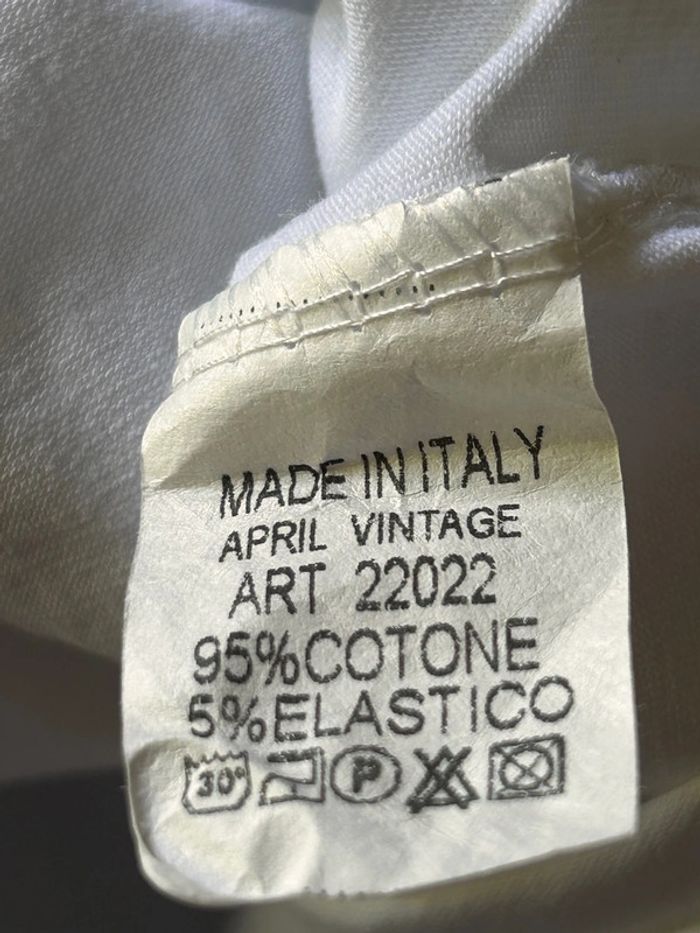 MADE IN ITALY
APRIL VINTAGE
ART 22022
95%COTONE
5%ELASTICO
30° P